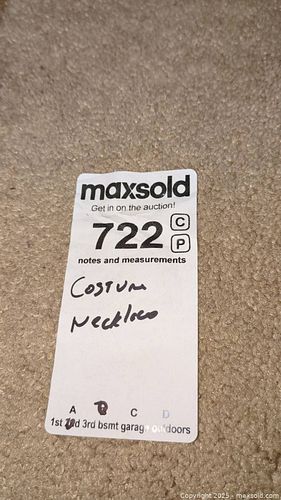 maxsold
Get in on the auction!
722 C
P
notes and measurements
Costum
Necklaces
A B C D
1st 2nd 3rd bsmt garage outdoors
Copyright 2025 - maxsold.com